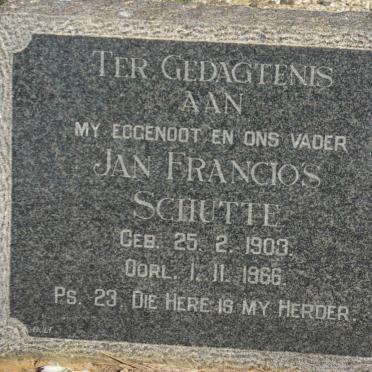 TER GEDAGTENIS
AAN
MY EGGENOOT EN ONS VADER
JAN FRANCIOS
SCHUTTE
GEB. 25. 2. 1903.
OORL. 1. 11. 1966.
PS. 23. DIE HERE IS MY HERDER.